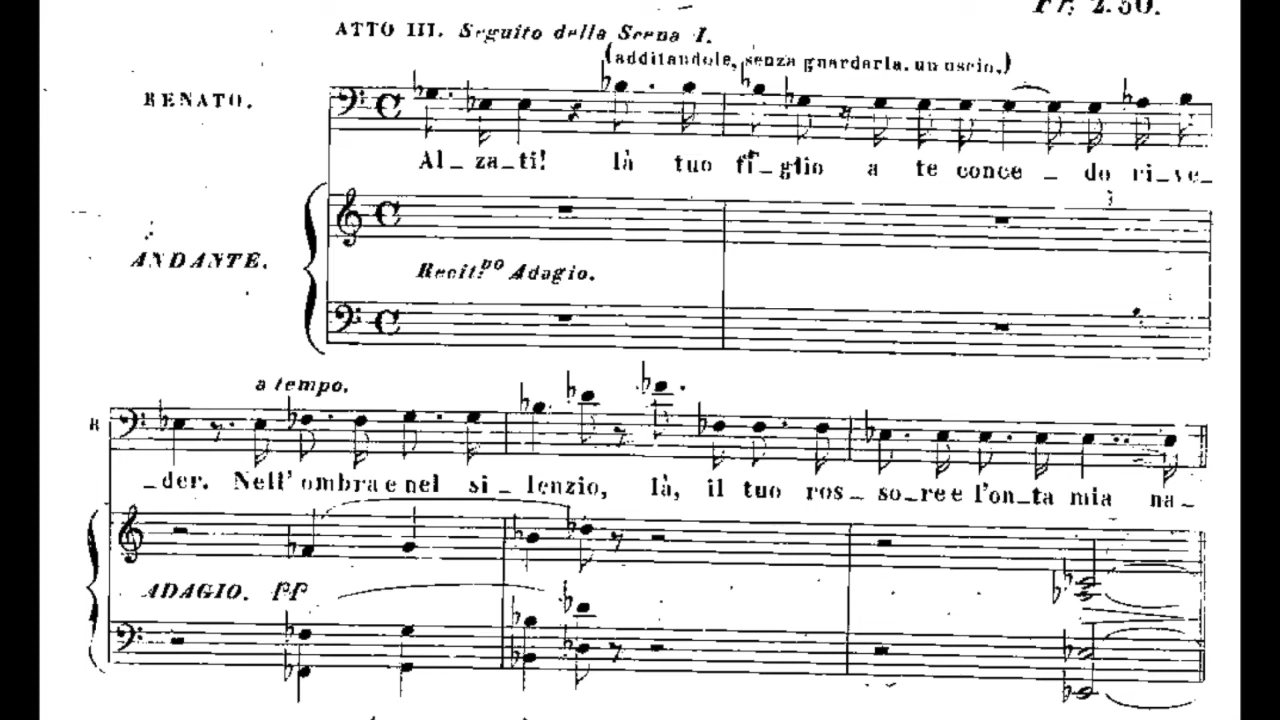 Fr. 2.50.
ATTO III. Seguito della Scena I.
(additandole, senza guardarla, un uscio.)
RENATO.
Al_za_ti! là tuo fi_glio a te conce_do ri_ve_
ANDANTE.
Recit.vo Adagio.
a tempo.
R
_der. Nell' ombra e nel si_lenzio, là, il tuo ros_so_re e l'on_ta mia na_
ADAGIO. pp